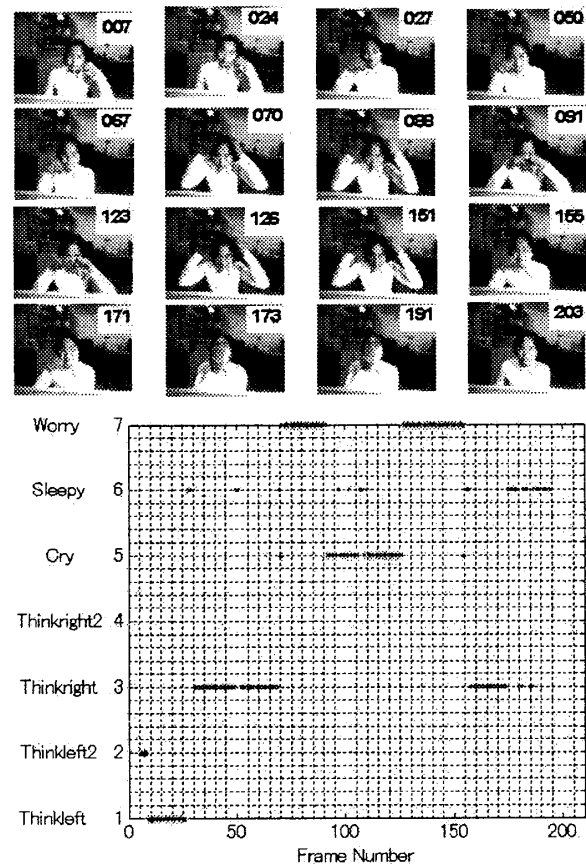 007 024 027 050
067 070 088 091
123 126 151 155
171 173 191 203
Worry 7
Sleepy 6
Cry 5
Thinkright2 4
Thinkright 3
Thinkleft2 2
Thinkleft 1
0 50 100 150 200
Frame Number